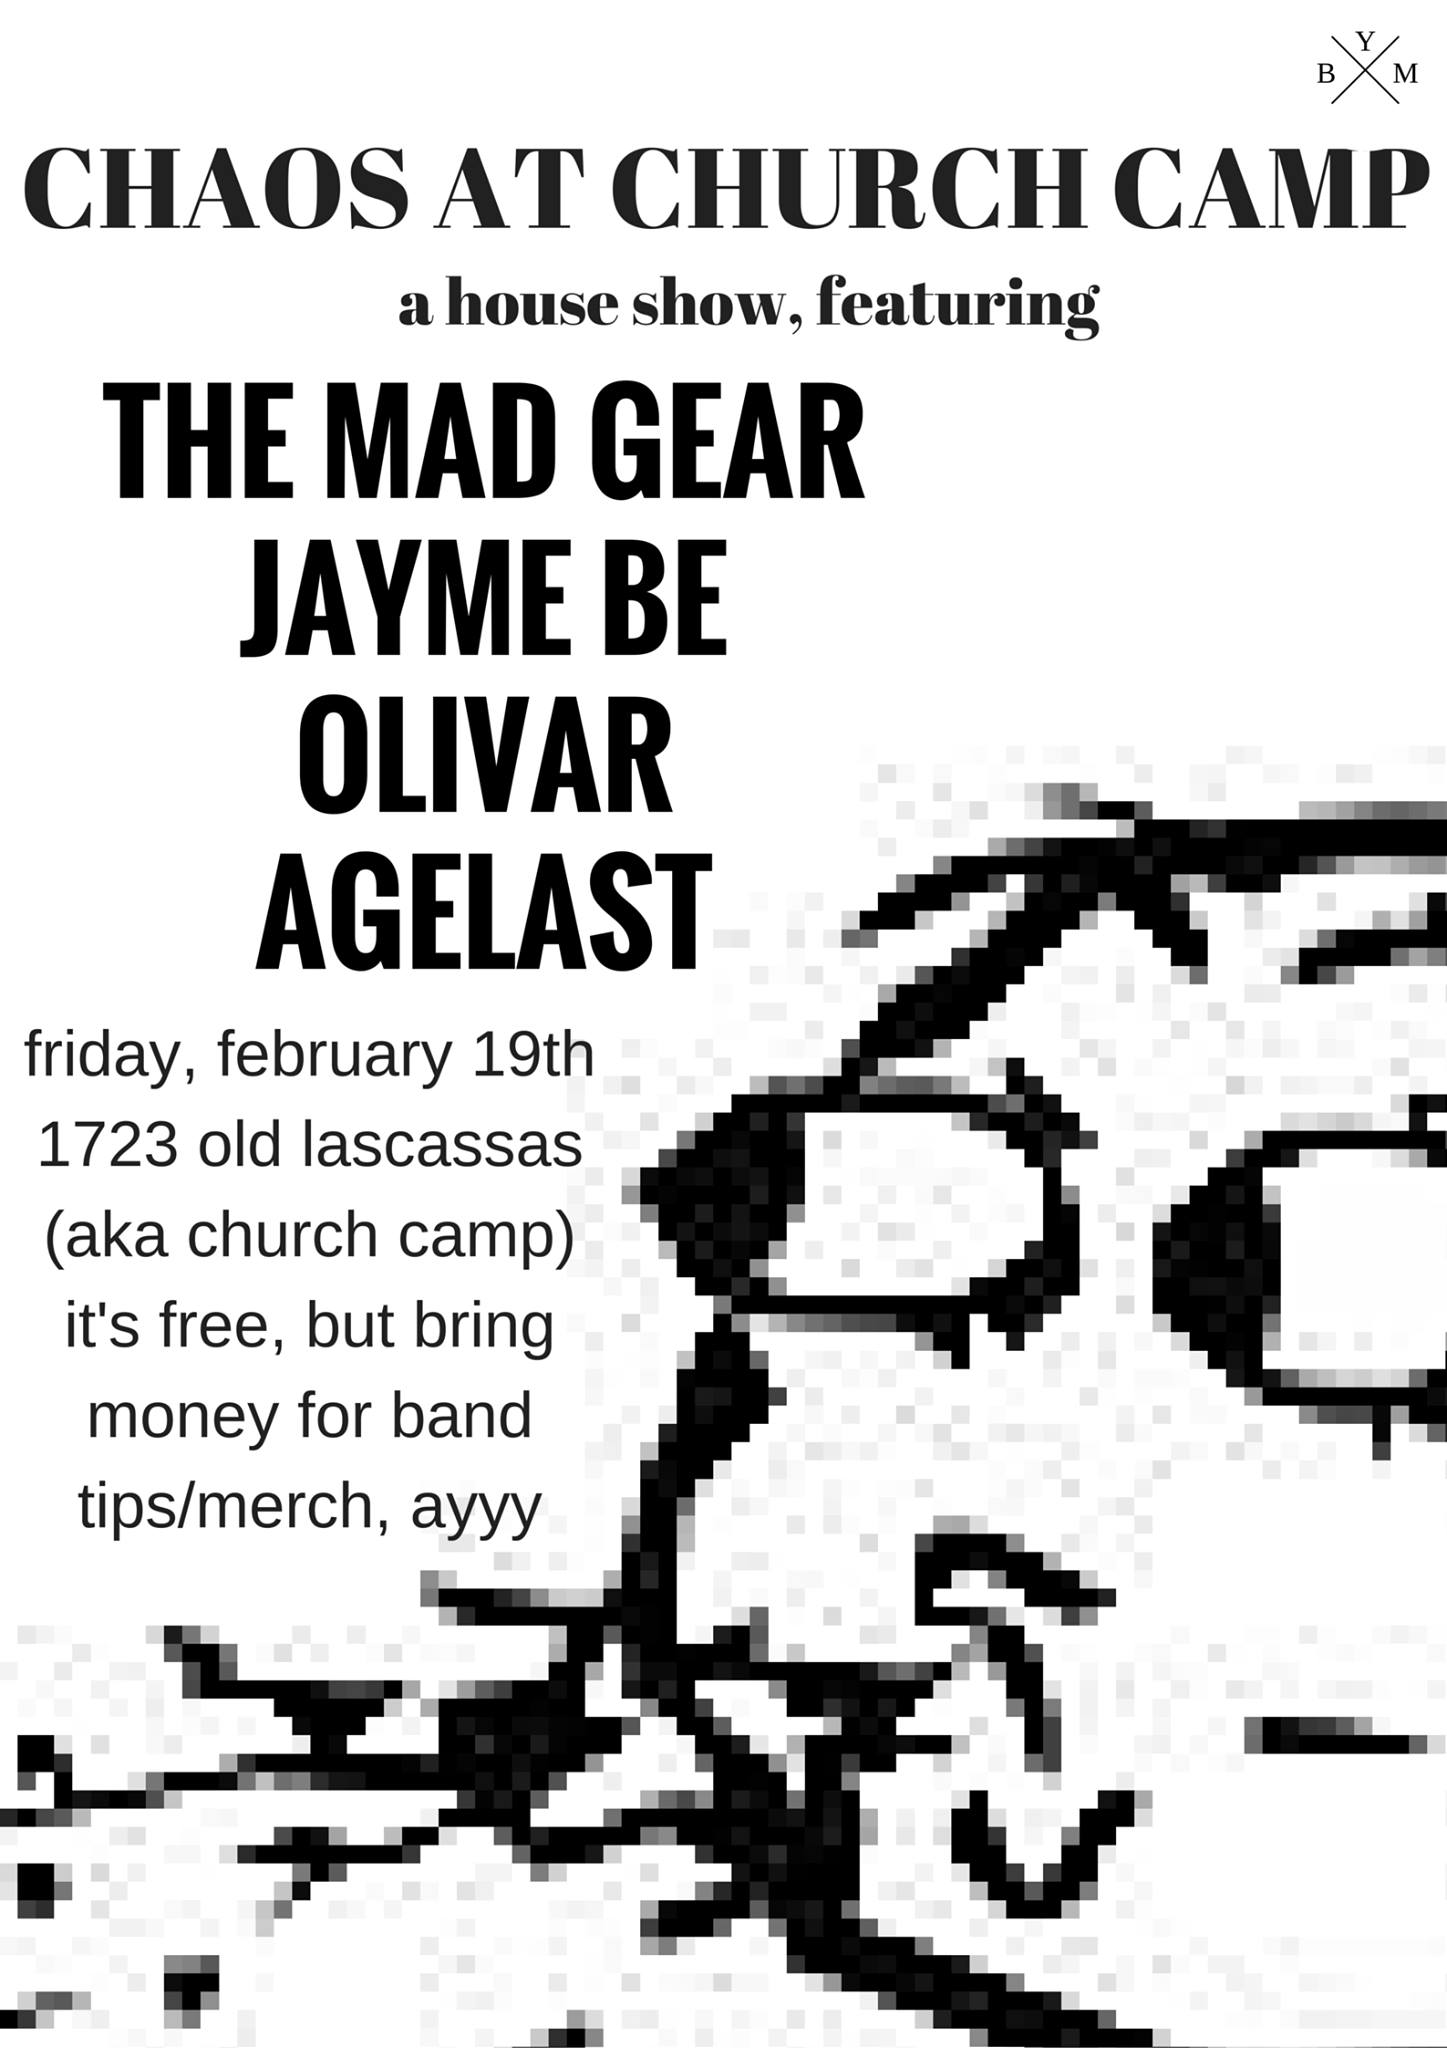 Y
B M
CHAOS AT CHURCH CAMP
a house show, featuring
THE MAD GEAR
JAYME BE
OLIVAR
AGELAST
friday, february 19th
1723 old lascassas
(aka church camp)
it's free, but bring
money for band
tips/merch, ayyy